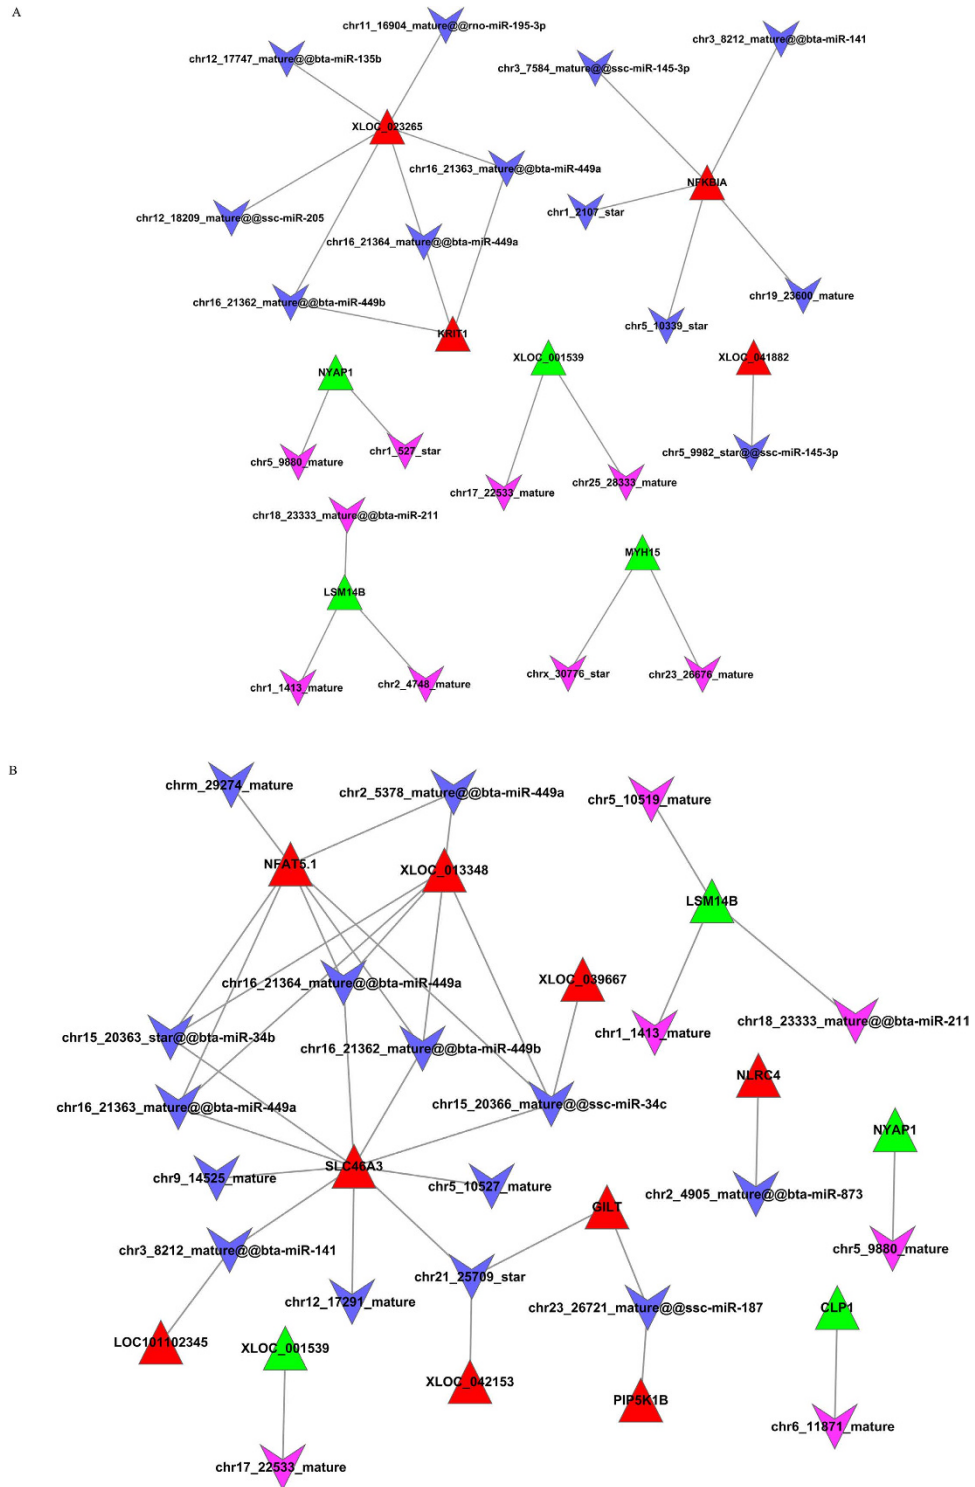 A
chr11_16904_mature@@rno-miR-195-3p
chr3_8212_mature@@bta-miR-141
chr12_17747_mature@@bta-miR-135b
chr3_7584_mature@@ssc-miR-145-3p
XLOC_023265
chr16_21363_mature@@bta-miR-449a
NFKBIA
chr1_2107_star
chr12_18209_mature@@ssc-miR-205
chr16_21364_mature@@bta-miR-449a
chr19_23600_mature
chr16_21362_mature@@bta-miR-449b
chr5_10339_star
KRIT1
XLOC_001539
XLOC_041882
NYAP1
chr1_527_star
chr5_9982_star@@ssc-miR-145-3p
chr5_9880_mature
chr25_28333_mature
chr17_22533_mature
chr18_23333_mature@@bta-miR-211
MYH15
LSM14B
chrx_30776_star
chr23_26676_mature
chr1_1413_mature
chr2_4748_mature
B
chrm_29274_mature
chr2_5378_mature@@bta-miR-449a
chr5_10519_mature
NFAT5.1
XLOC_013348
LSM14B
XLOC_039667
chr16_21364_mature@@bta-miR-449a
chr18_23333_mature@@bta-miR-211
chr1_1413_mature
chr15_20363_star@@bta-miR-34b
chr16_21362_mature@@bta-miR-449b
NLRC4
chr15_20366_mature@@ssc-miR-34c
chr16_21363_mature@@bta-miR-449a
NYAP1
SLC46A3
chr9_14525_mature
chr5_10527_mature
chr2_4905_mature@@bta-miR-873
GILT
chr5_9880_mature
chr3_8212_mature@@bta-miR-141
chr21_25709_star
chr12_17291_mature
chr23_26721_mature@@ssc-miR-187
CLP1
LOC101102345
XLOC_001539
XLOC_042153
PIP5K1B
chr6_11871_mature
chr17_22533_mature